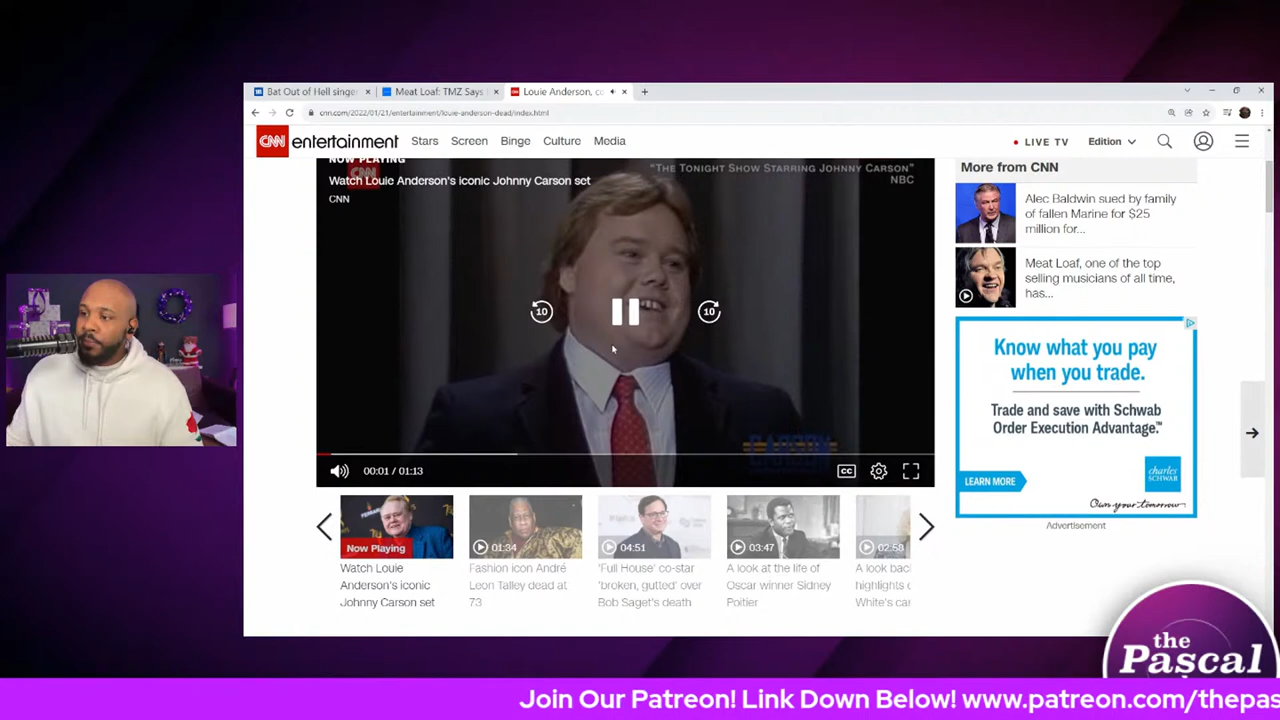 Bat Out of Hell singer
Meat Loaf: TMZ Says
Louie Anderson, co
cnn.com/2022/01/21/entertainment/louie-anderson-dead/index.html
CNN entertainment Stars Screen Binge Culture Media
LIVE TV Edition
NOW PLAYING
Watch Louie Anderson's iconic Johnny Carson set
CNN
"THE TONIGHT SHOW STARRING JOHNNY CARSON"
NBC
10 10
CARSON
00:01 / 01:13 CC
Now Playing
Watch Louie
Anderson's iconic
Johnny Carson set
01:34
Fashion icon André
Leon Talley dead at
73
04:51
'Full House' co-star
'broken, gutted' over
Bob Saget's death
03:47
A look at the life of
Oscar winner Sidney
Poitier
02:58
A look bac
highlights o
White's car
More from CNN
Alec Baldwin sued by family
of fallen Marine for $25
million for...
Meat Loaf, one of the top
selling musicians of all time,
has...
Know what you pay
when you trade.
Trade and save with Schwab
Order Execution Advantage.™
LEARN MORE
charles
SCHWAB
Own your tomorrow
Advertisement
the
Pascal
Join Our Patreon! Link Down Below! www.patreon.com/thepas